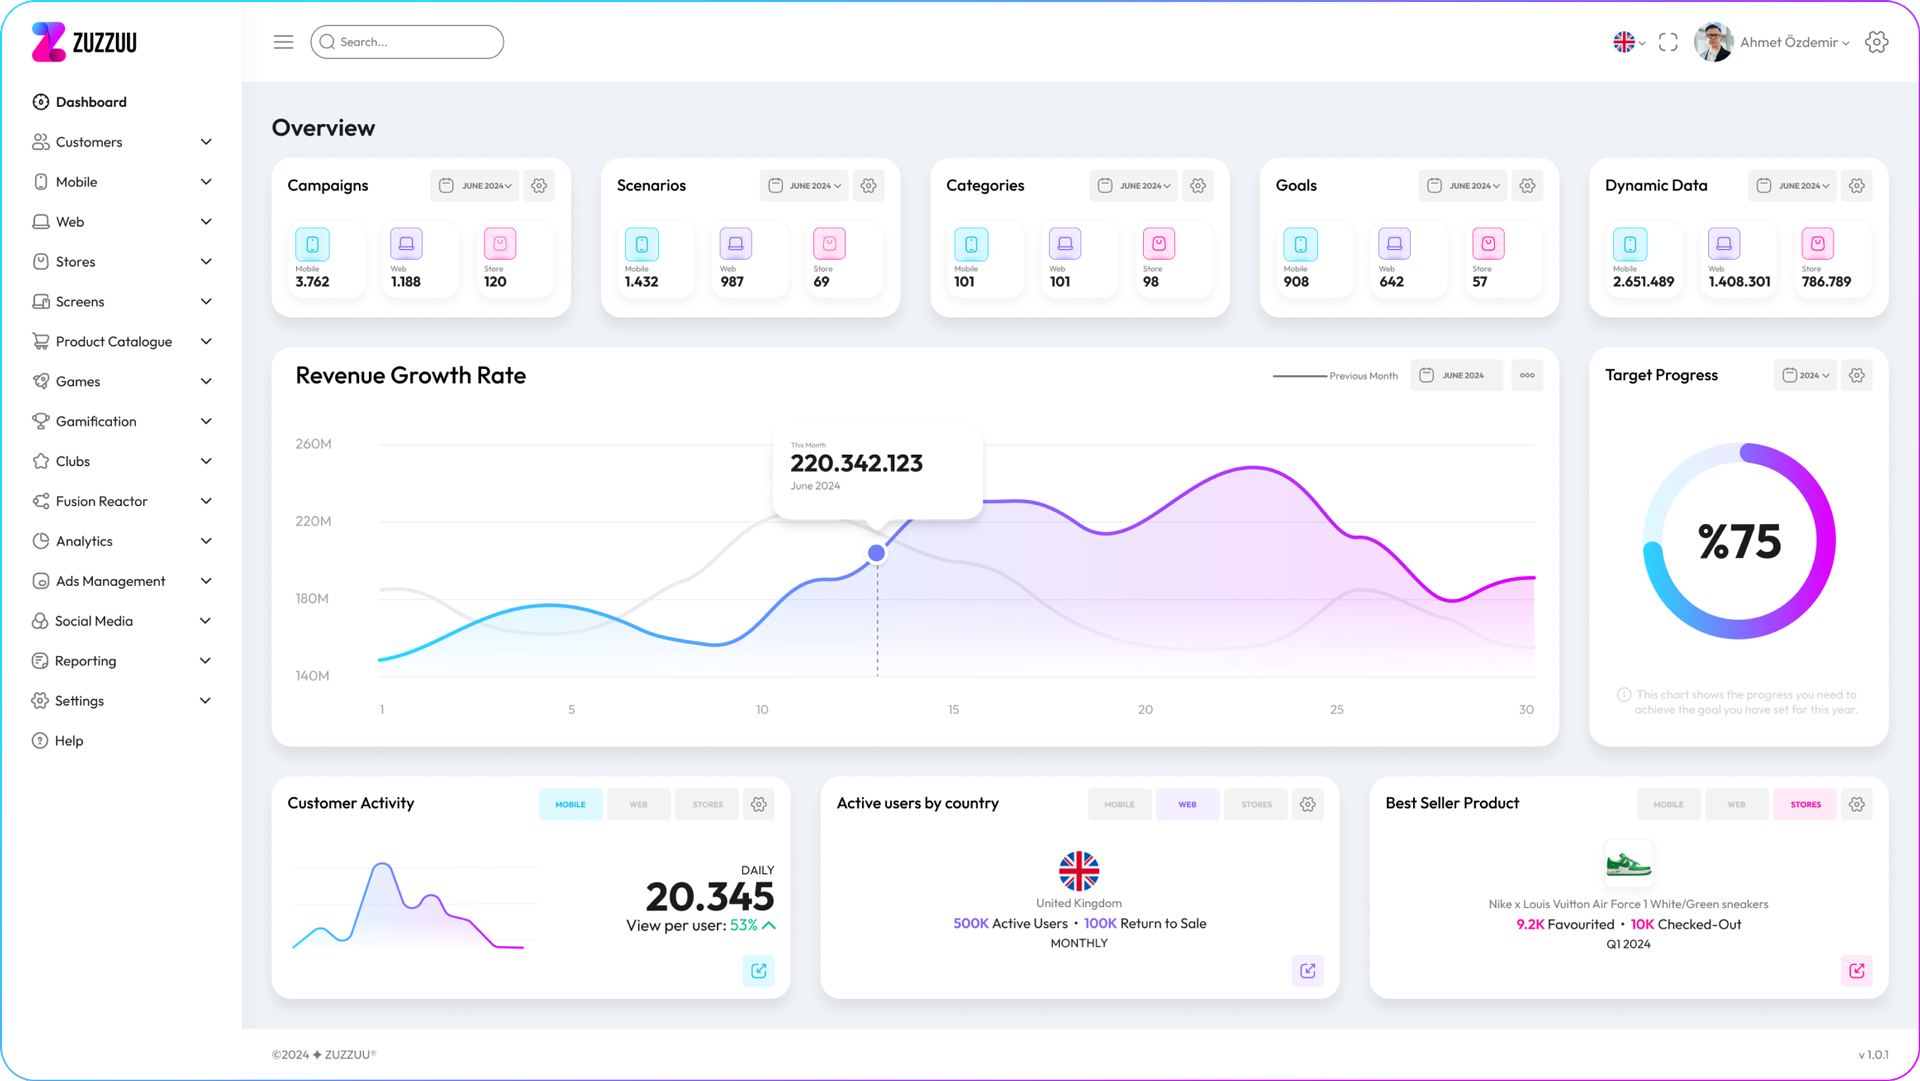 ZUZZUU
Search...
Ahmet Özdemir
Dashboard
Customers
Mobile
Web
Stores
Screens
Product Catalogue
Games
Gamification
Clubs
Fusion Reactor
Analytics
Ads Management
Social Media
Reporting
Settings
Help
Overview
Campaigns
JUNE 2024
Mobile
3.762
Web
1.188
Store
120
Scenarios
JUNE 2024
Mobile
1.432
Web
987
Store
69
Categories
JUNE 2024
Mobile
101
Web
101
Store
98
Goals
JUNE 2024
Mobile
908
Web
642
Store
57
Dynamic Data
JUNE 2024
Mobile
2.651.489
Web
1.408.301
Store
786.789
Revenue Growth Rate
Previous Month
JUNE 2024
260M
220M
180M
140M
This Month
220.342.123
June 2024
1 5 10 15 20 25 30
Target Progress
2024
%75
This chart shows the progress you need to
achieve the goal you have set for this year.
Customer Activity
MOBILE WEB STORES
DAILY
20.345
View per user: 53%
Active users by country
MOBILE WEB STORES
United Kingdom
500K Active Users • 100K Return to Sale
MONTHLY
Best Seller Product
MOBILE WEB STORES
Nike x Louis Vuitton Air Force 1 White/Green sneakers
9.2K Favourited • 10K Checked-Out
Q1 2024
©2024 ✦ ZUZZUU®
v 1.0.1